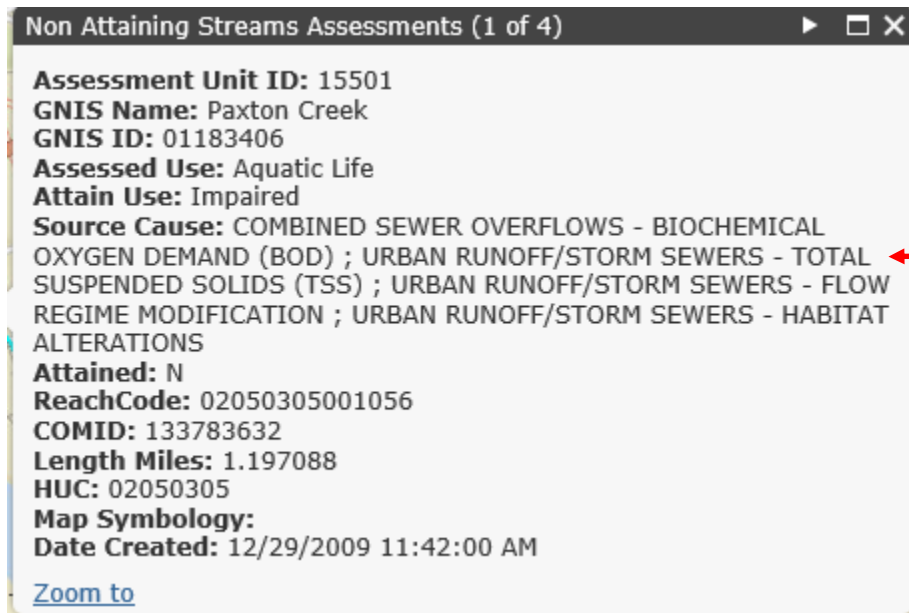 Non Attaining Streams Assessments (1 of 4)
Assessment Unit ID: 15501
GNIS Name: Paxton Creek
GNIS ID: 01183406
Assessed Use: Aquatic Life
Attain Use: Impaired
Source Cause: COMBINED SEWER OVERFLOWS - BIOCHEMICAL
OXYGEN DEMAND (BOD) ; URBAN RUNOFF/STORM SEWERS - TOTAL
SUSPENDED SOLIDS (TSS) ; URBAN RUNOFF/STORM SEWERS - FLOW
REGIME MODIFICATION ; URBAN RUNOFF/STORM SEWERS - HABITAT
ALTERATIONS
Attained: N
ReachCode: 02050305001056
COMID: 133783632
Length Miles: 1.197088
HUC: 02050305
Map Symbology:
Date Created: 12/29/2009 11:42:00 AM
Zoom to